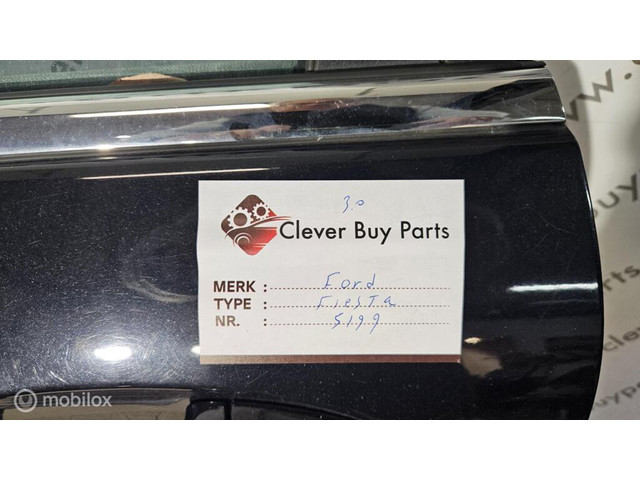 3.0
Clever Buy Parts
MERK : Ford
TYPE : Fiesta
NR. : 5199
mobilox